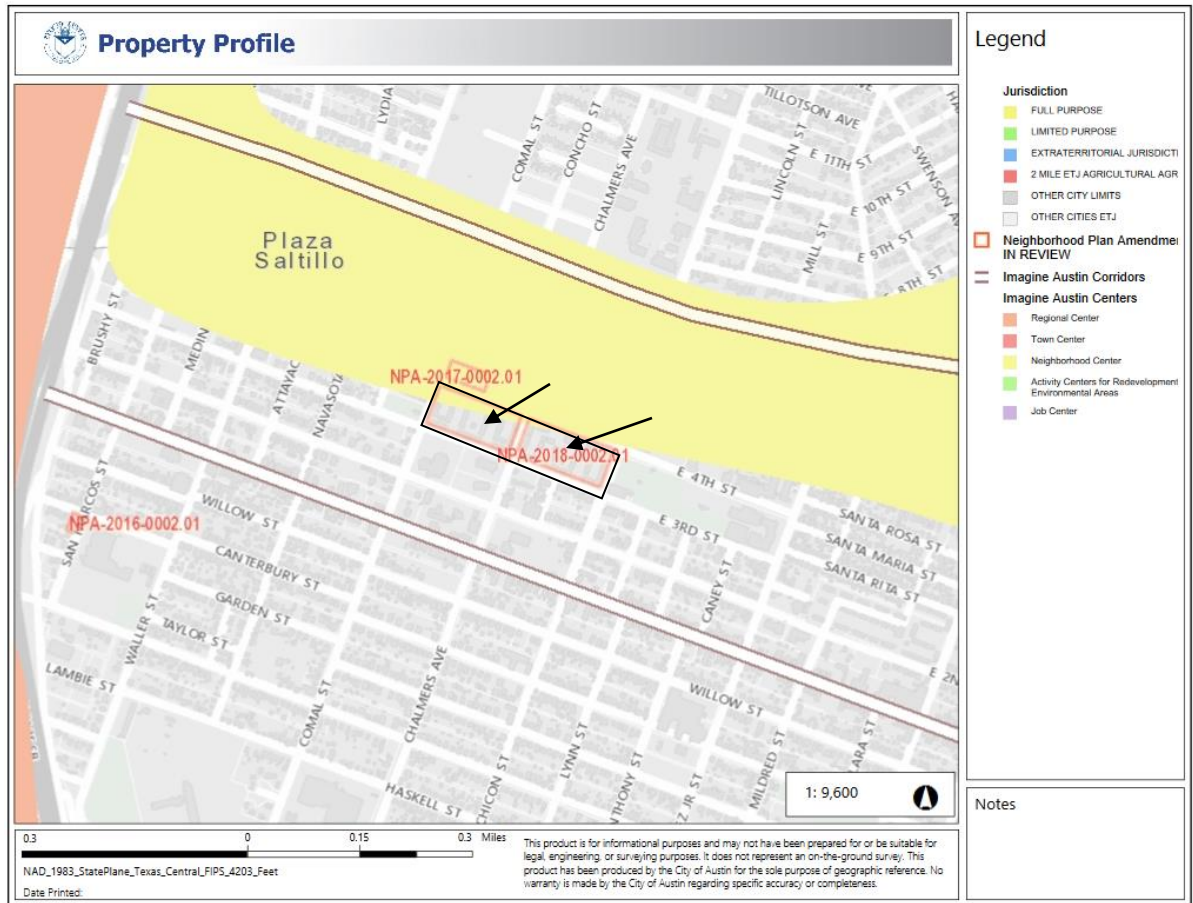 Property Profile
Legend
Jurisdiction
FULL PURPOSE
LIMITED PURPOSE
EXTRATERRITORIAL JURISDICTI
2 MILE ETJ AGRICULTURAL AGR
OTHER CITY LIMITS
OTHER CITIES ETJ
Neighborhood Plan Amendme
IN REVIEW
Imagine Austin Corridors
Imagine Austin Centers
Regional Center
Town Center
Neighborhood Center
Activity Centers for Redevelopment
Environmental Areas
Job Center
TILLOTSON AVE
LYDIA
COMAL ST
CONCHO ST
CHALMERS AVE
LINCOLN ST
E 11TH ST
SWENSON A
E 10TH ST
MILL ST
E 9TH ST
E 8TH ST
Plaza
Saltillo
BRUSHY ST
MEDIN
ATTAYAC
NAVASOTA
NPA-2017-0002.01
NPA-2018-0002.01
E 4TH ST
SANTA ROSA ST
SANTA MARIA ST
SANTA RITA ST
E 3RD ST
NPA-2016-0002.01
SAN MARCOS ST
WILLOW ST
CANTERBURY ST
GARDEN ST
TAYLOR ST
WALLER ST
LAMBIE ST
COMAL ST
CHALMERS AVE
CANEY ST
E 2N
WILLOW ST
HASKELL ST
CHICON ST
LYNN ST
NTHONY ST
Z JR ST
MILDRED ST
LARA ST
1: 9,600
Notes
0.3
0
0.15
0.3 Miles
NAD_1983_StatePlane_Texas_Central_FIPS_4203_Feet
Date Printed:
This product is for informational purposes and may not have been prepared for or be suitable for
legal, engineering, or surveying purposes. It does not represent an on-the-ground survey. This
product has been produced by the City of Austin for the sole purpose of geographic reference. No
warranty is made by the City of Austin regarding specific accuracy or completeness.